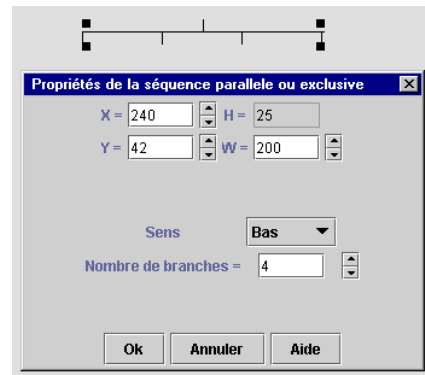 Propriétés de la séquence parallele ou exclusive
X = 240 H = 25
Y = 42 W = 200
Sens Bas
Nombre de branches = 4
Ok Annuler Aide